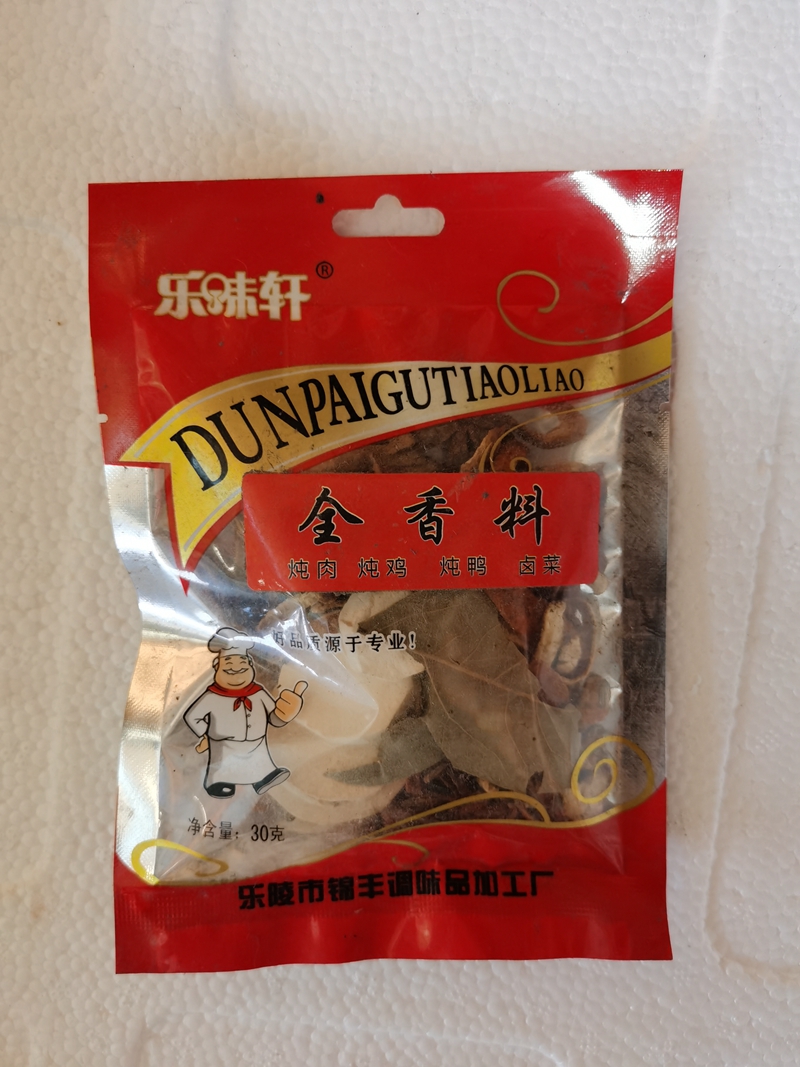 乐味轩®
DUNPAIGUTIAOLIAO
全香料
炖肉 炖鸡 炖鸭 卤菜
好品质源于专业!
净含量: 30克
乐陵市锦丰调味品加工厂